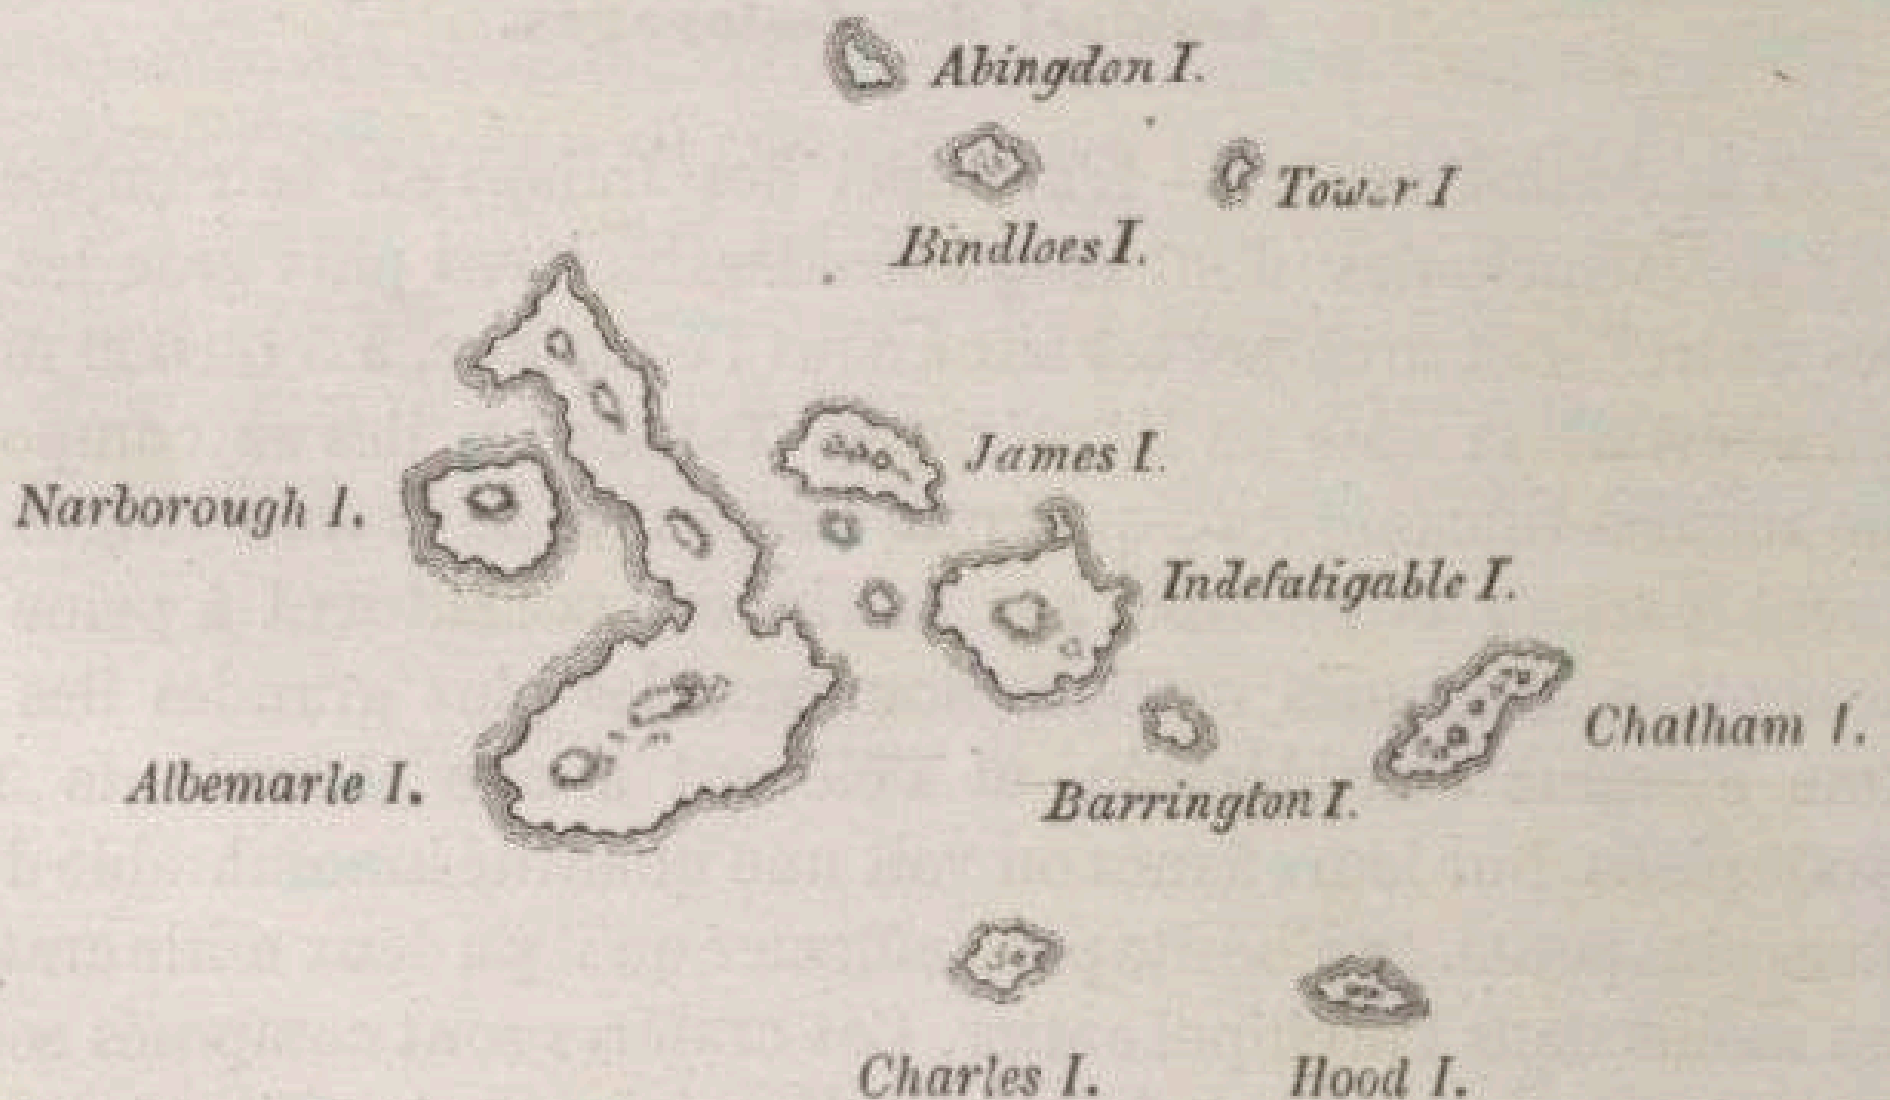 Abingdon I.
Tower I
Bindloes I.
James I.
Narborough I.
Indefatigable I.
Chatham I.
Albemarle I.
Barrington I.
Charles I.
Hood I.